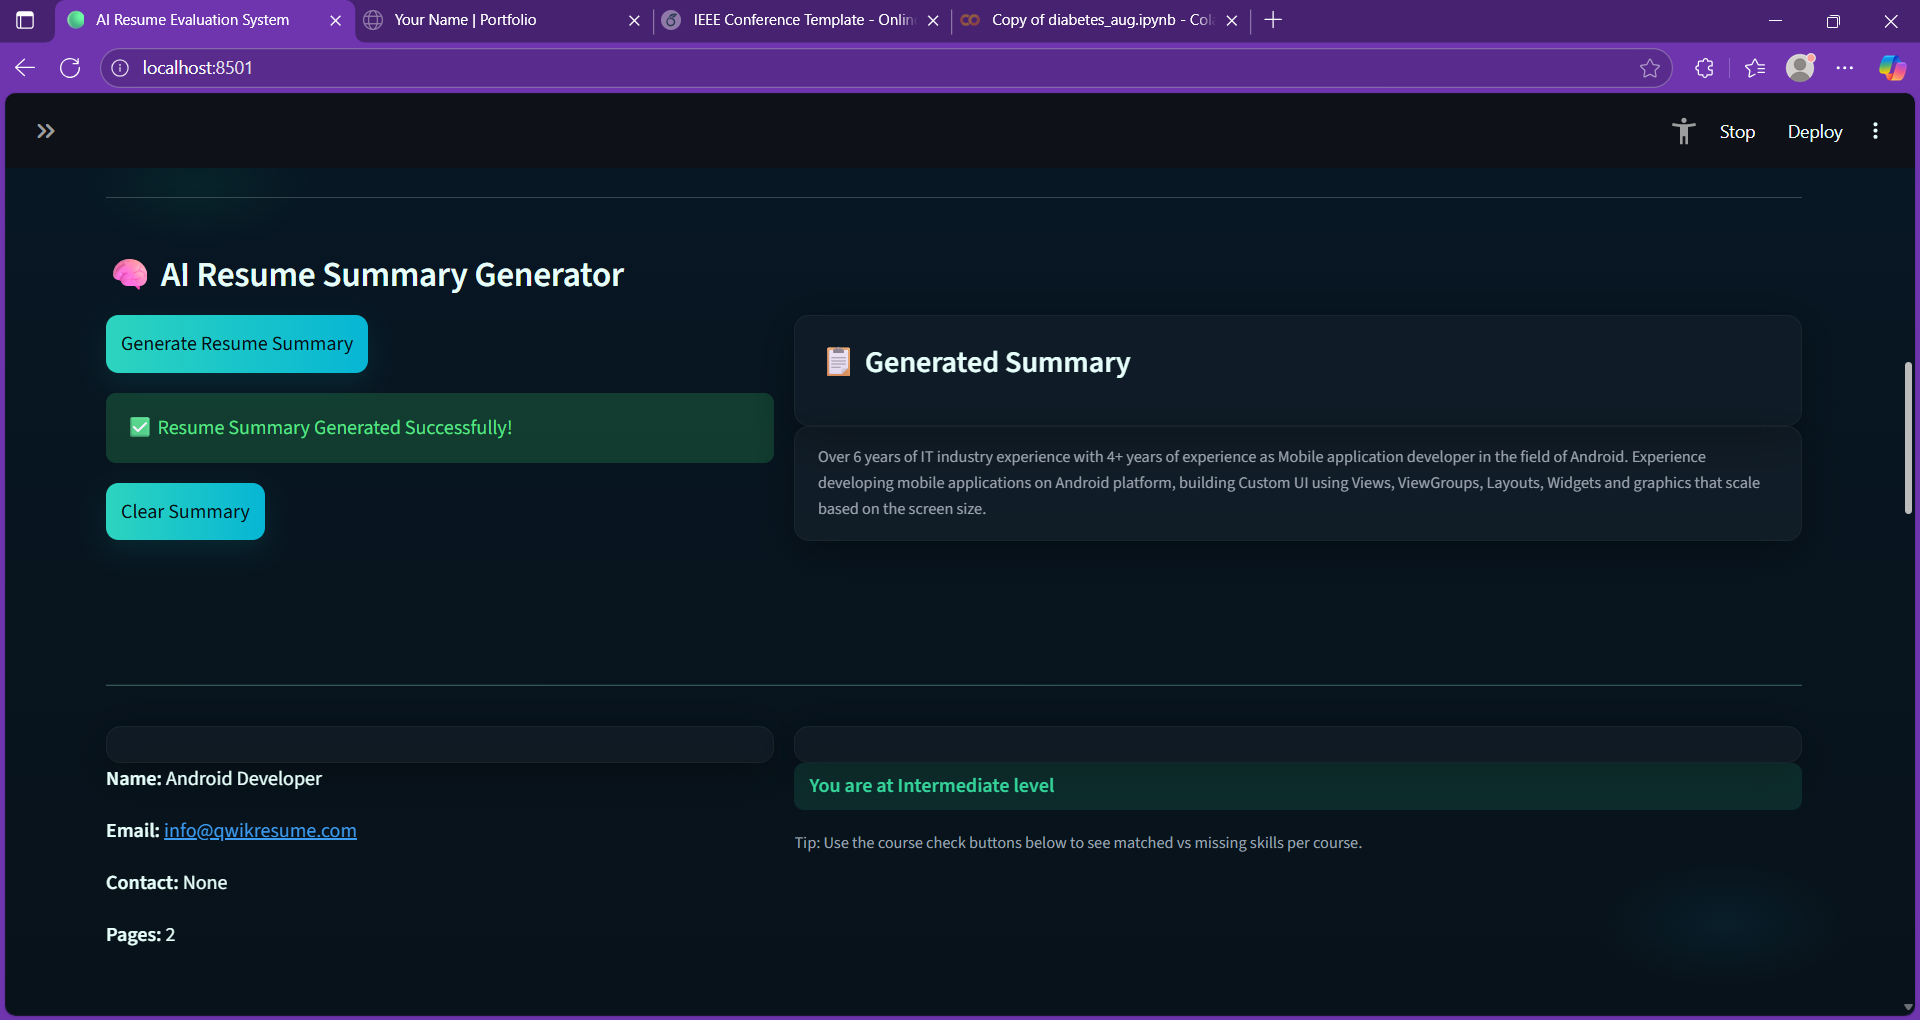 AI Resume Evaluation System
Your Name | Portfolio
IEEE Conference Template - Onlin
Copy of diabetes_aug.ipynb - Col
localhost:8501
Stop
Deploy
AI Resume Summary Generator
Generate Resume Summary
Resume Summary Generated Successfully!
Clear Summary
Generated Summary
Over 6 years of IT industry experience with 4+ years of experience as Mobile application developer in the field of Android. Experience
developing mobile applications on Android platform, building Custom UI using Views, ViewGroups, Layouts, Widgets and graphics that scale
based on the screen size.
Name: Android Developer
Email: info@qwikresume.com
Contact: None
Pages: 2
You are at Intermediate level
Tip: Use the course check buttons below to see matched vs missing skills per course.